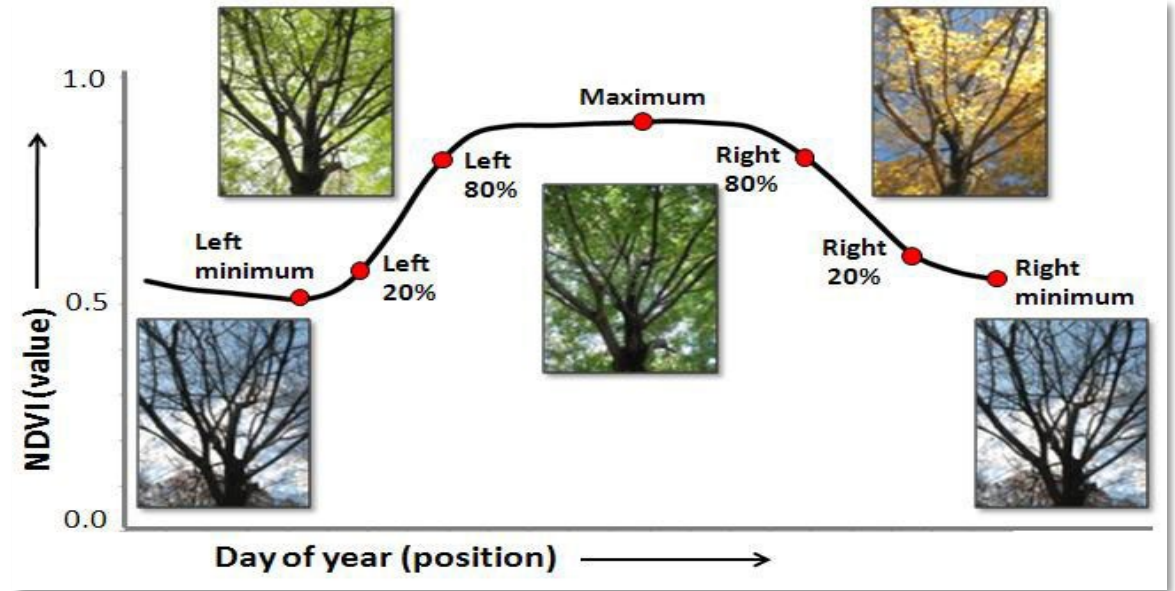 1.0
Maximum
Left
80%
Right
80%
Left
minimum
Left
20%
Right
20%
Right
minimum
0.5
0.0
NDVI(value)
Day of year (position)